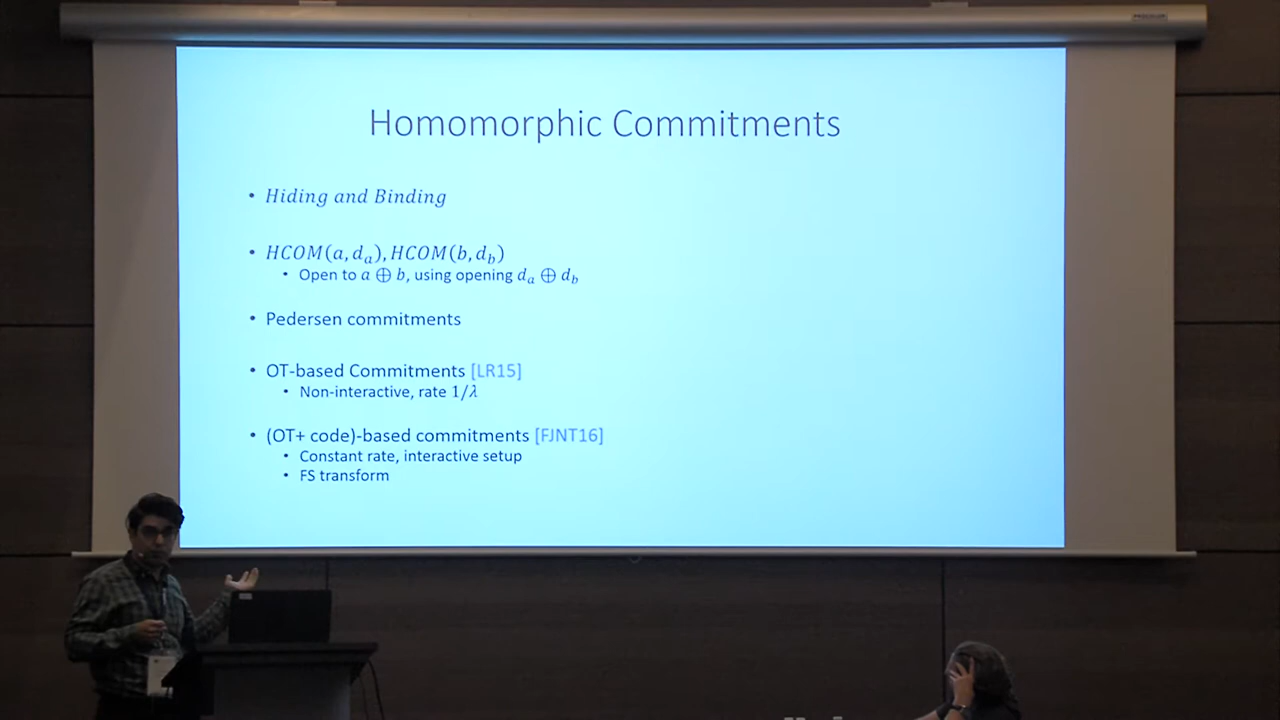 Homomorphic Commitments
• Hiding and Binding
• HCOM(a, d_a), HCOM(b, d_b)
• Open to a ⊕ b, using opening d_a ⊕ d_b
• Pedersen commitments
• OT-based Commitments [LR15]
• Non-interactive, rate 1/λ
• (OT+ code)-based commitments [FJNT16]
• Constant rate, interactive setup
• FS transform